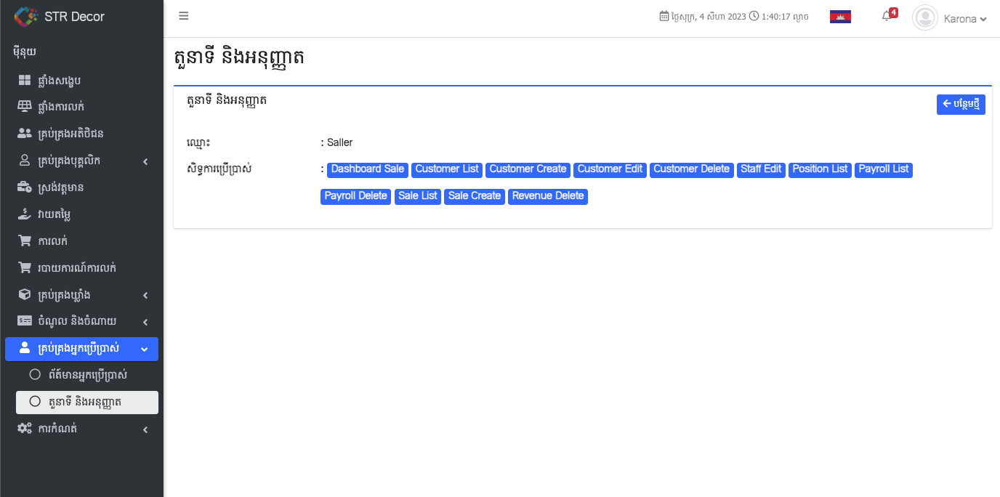 STR Decor
ថ្ងៃសុក្រ, 4 សីហា 2023 1:40:17 ល្ងាច
4
Karona
ម៉ឺនុយ
ផ្ទាំងសង្ខេប
ផ្ទាំងការលក់
គ្រប់គ្រងអតិថិជន
គ្រប់គ្រងបុគ្គលិក
ស្រង់វត្តមាន
វាយតម្លៃ
ការលក់
របាយការណ៍ការលក់
គ្រប់គ្រងឃ្លាំង
ចំណូល និងចំណាយ
គ្រប់គ្រងអ្នកប្រើប្រាស់
ព័ត៍មានអ្នកប្រើប្រាស់
តួនាទី និងអនុញ្ញាត
ការកំណត់
តួនាទី និងអនុញ្ញាត
តួនាទី និងអនុញ្ញាត
បន្ថែមថ្មី
ឈ្មោះ : Saller
សិទ្ធការប្រើប្រាស់ : Dashboard Sale Customer List Customer Create Customer Edit Customer Delete Staff Edit Position List Payroll List
Payroll Delete Sale List Sale Create Revenue Delete